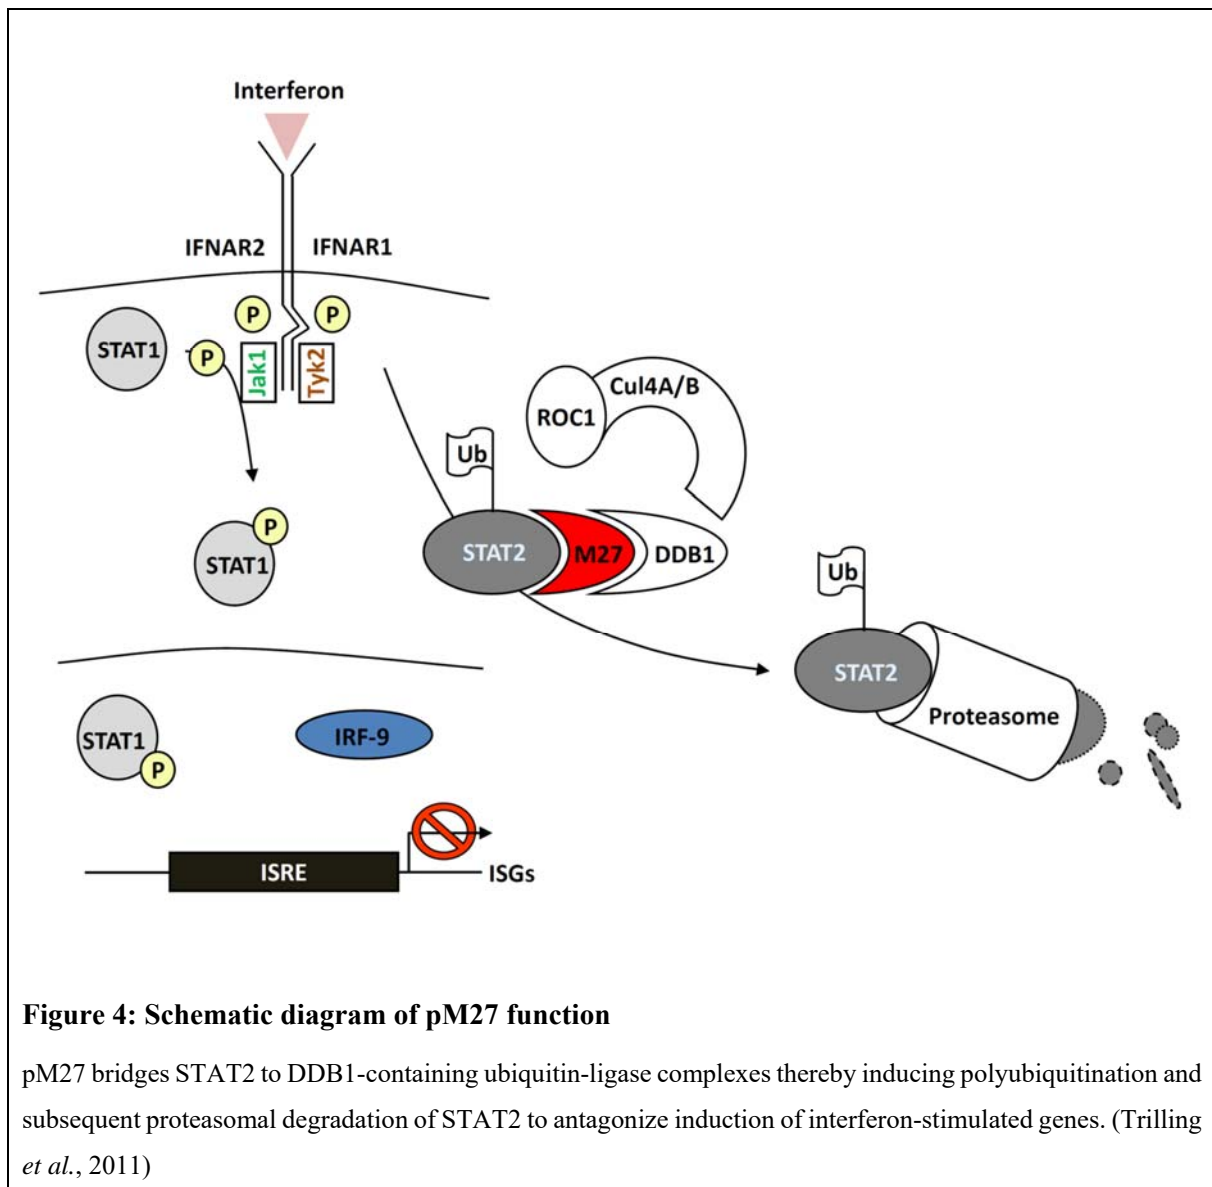 Interferon
IFNAR2
IFNAR1
P
P
STAT1
P
Jak1
Tyk2
Cul4A/B
ROC1
Ub
P
STAT1
STAT2
M27
DDB1
Ub
STAT2
Proteasome
STAT1
P
IRF-9
ISRE
ISGs
Figure 4: Schematic diagram of pM27 function
pM27 bridges STAT2 to DDB1-containing ubiquitin-ligase complexes thereby inducing polyubiquitination and
subsequent proteasomal degradation of STAT2 to antagonize induction of interferon-stimulated genes. (Trilling
et al., 2011)